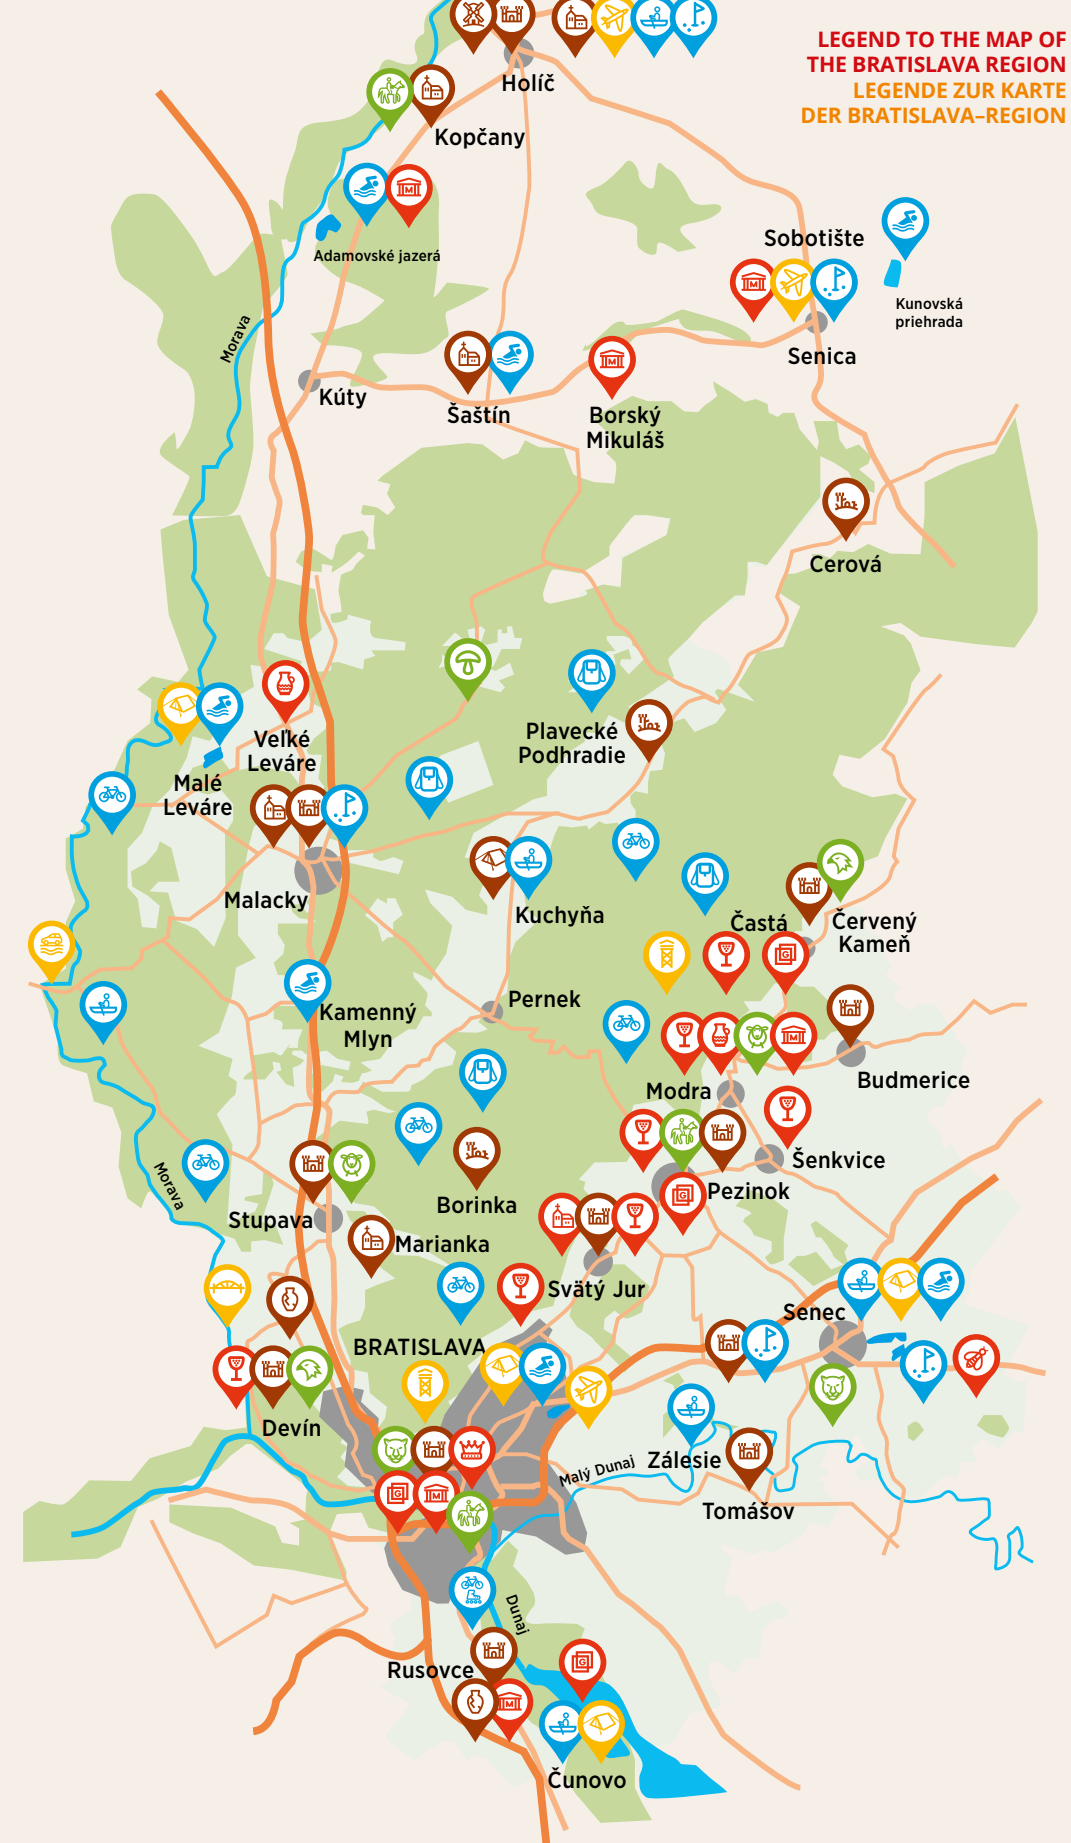 LEGEND TO THE MAP OF
THE BRATISLAVA REGION
LEGENDE ZUR KARTE
DER BRATISLAVA–REGION
Holíč
Kopčany
Adamovské jazerá
Sobotište
Kunovská
priehrada
Senica
Morava
Kúty
Šaštín
Borský
Mikuláš
Cerová
Plavecké
Podhradie
Veľké
Leváre
Malé
Leváre
Malacky
Kuchyňa
Častá
Červený
Kameň
Pernek
Kamenný
Mlyn
Modra
Budmerice
Šenkvice
Pezinok
Morava
Borinka
Stupava
Marianka
Svätý Jur
Senec
BRATISLAVA
Devín
Malý Dunaj
Zálesie
Tomášov
Dunaj
Rusovce
Čunovo